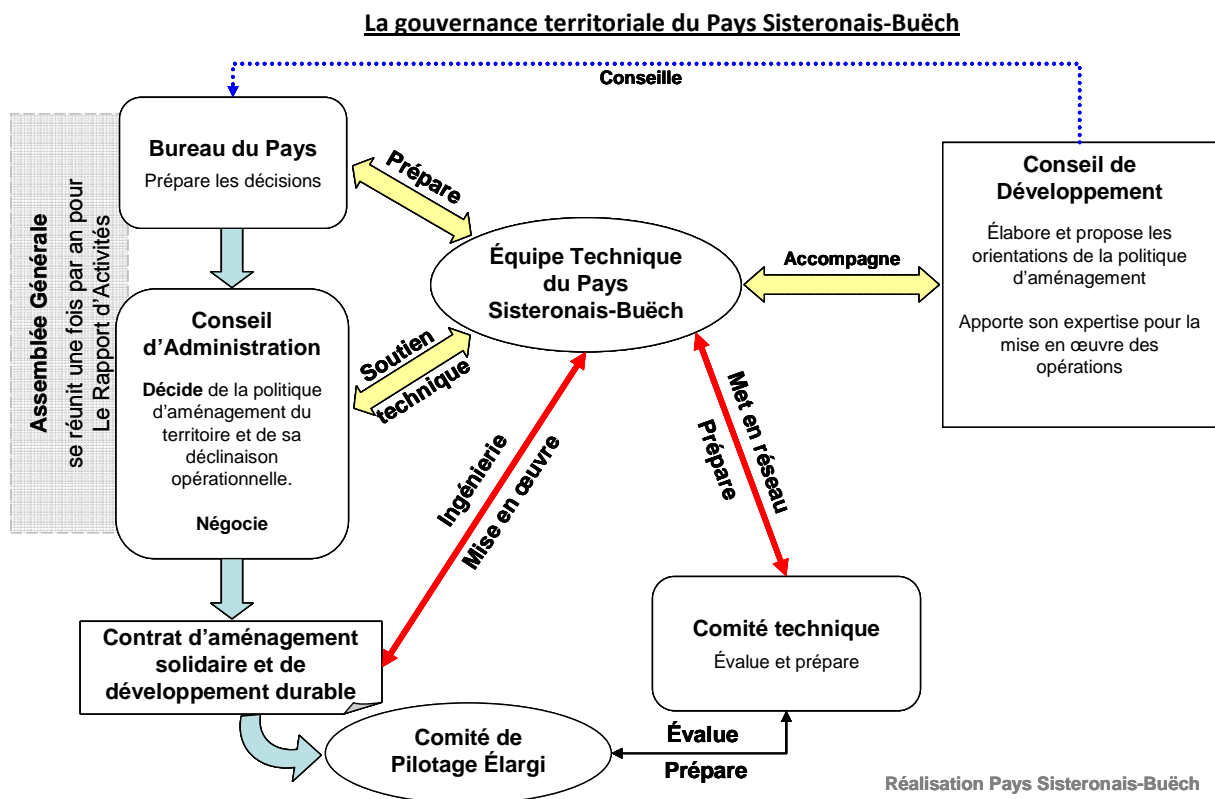 La gouvernance territoriale du Pays Sisteronais-Buëch
Conseille
Assemblée Générale
se réunit une fois par an pour
Le Rapport d’Activités
Bureau du Pays
Prépare les décisions
Prépare
Conseil de
Développement
Élabore et propose les
orientations de la politique
d’aménagement
Apporte son expertise pour la
mise en œuvre des
opérations
Équipe Technique
du Pays
Sisteronais-Buëch
Accompagne
Conseil
d’Administration
Décide de la politique
d’aménagement du
territoire et de sa
déclinaison
opérationnelle.
Négocie
Soutien
technique
Ingénierie
Mise en œuvre
Met en réseau
Prépare
Contrat d’aménagement
solidaire et de
développement durable
Comité technique
Évalue et prépare
Comité de
Pilotage Élargi
Évalue
Prépare
Réalisation Pays Sisteronais-Buëch